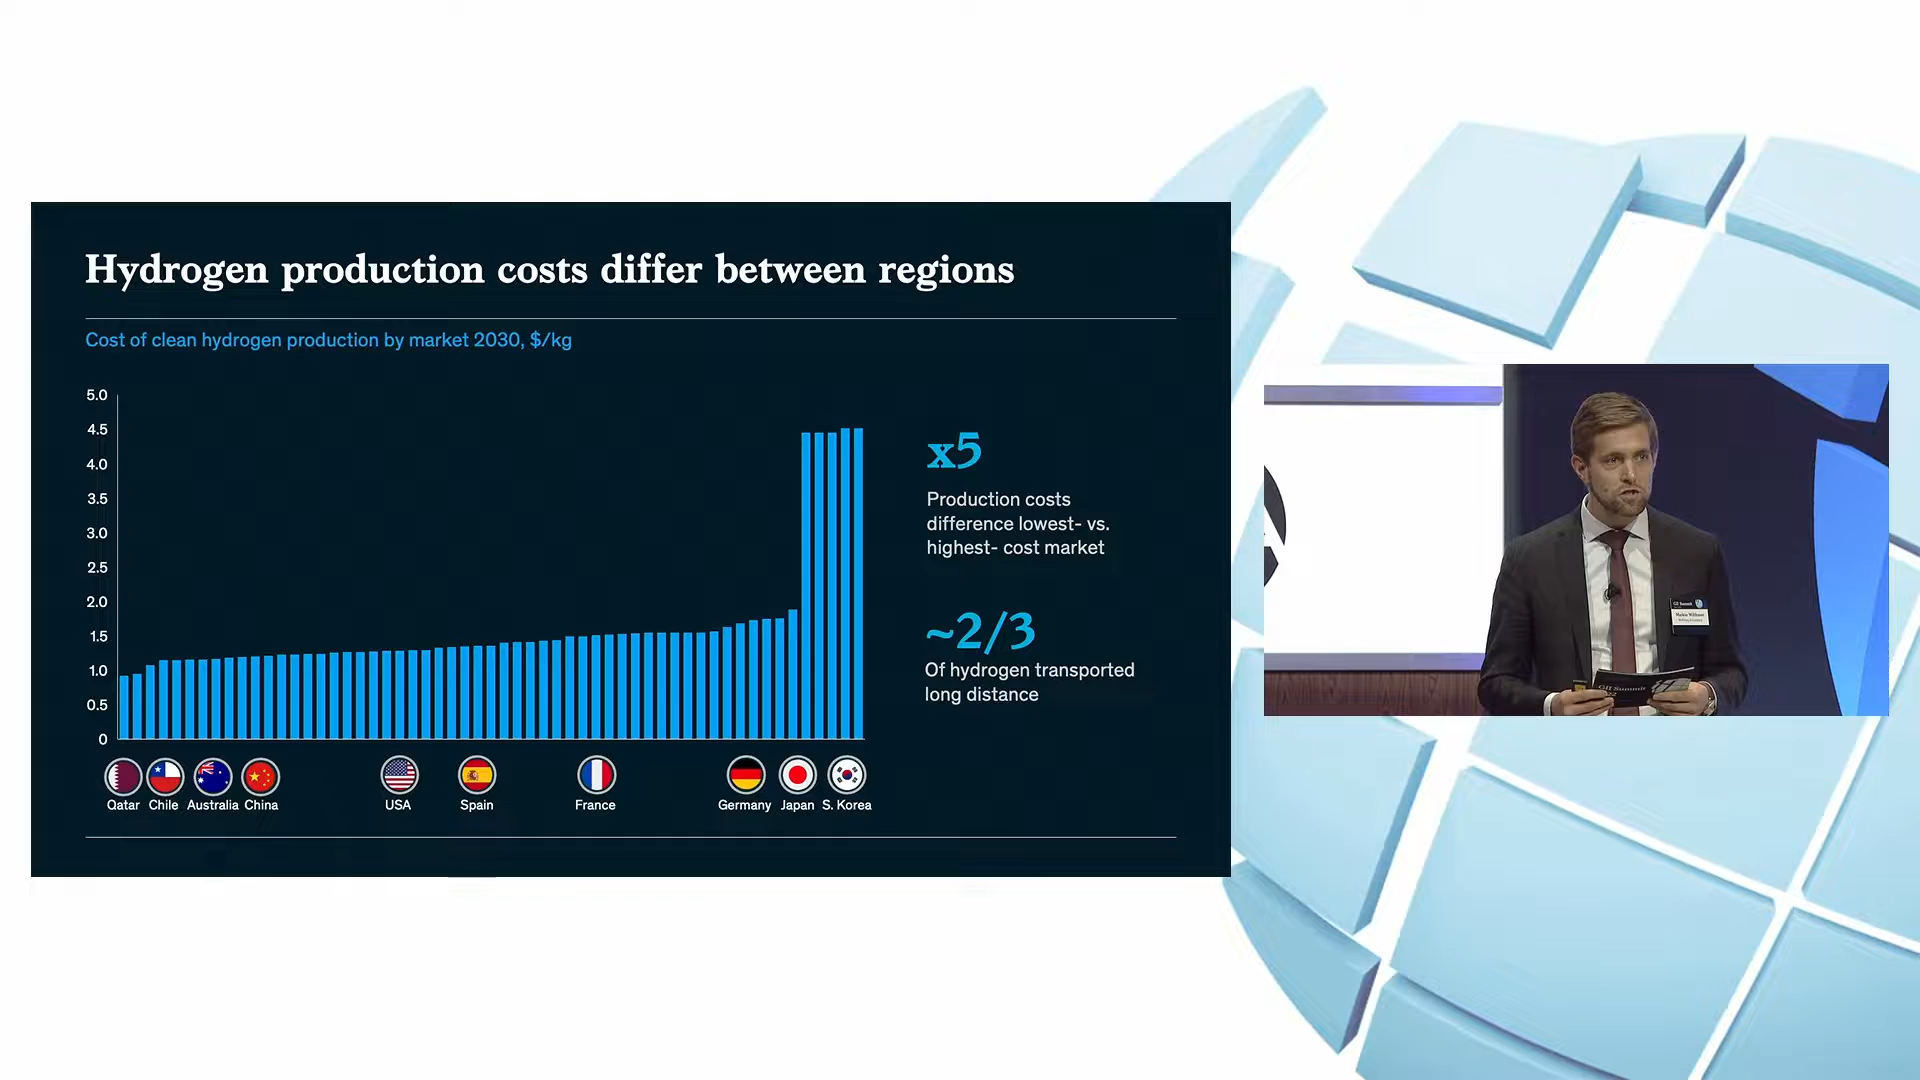 Hydrogen production costs differ between regions
Cost of clean hydrogen production by market 2030, $/kg
5.0
4.5
4.0
3.5
3.0
2.5
2.0
1.5
1.0
0.5
0
Qatar Chile Australia China USA Spain France Germany Japan S. Korea
x5
Production costs
difference lowest- vs.
highest- cost market
~2/3
Of hydrogen transported
long distance
GII Summit